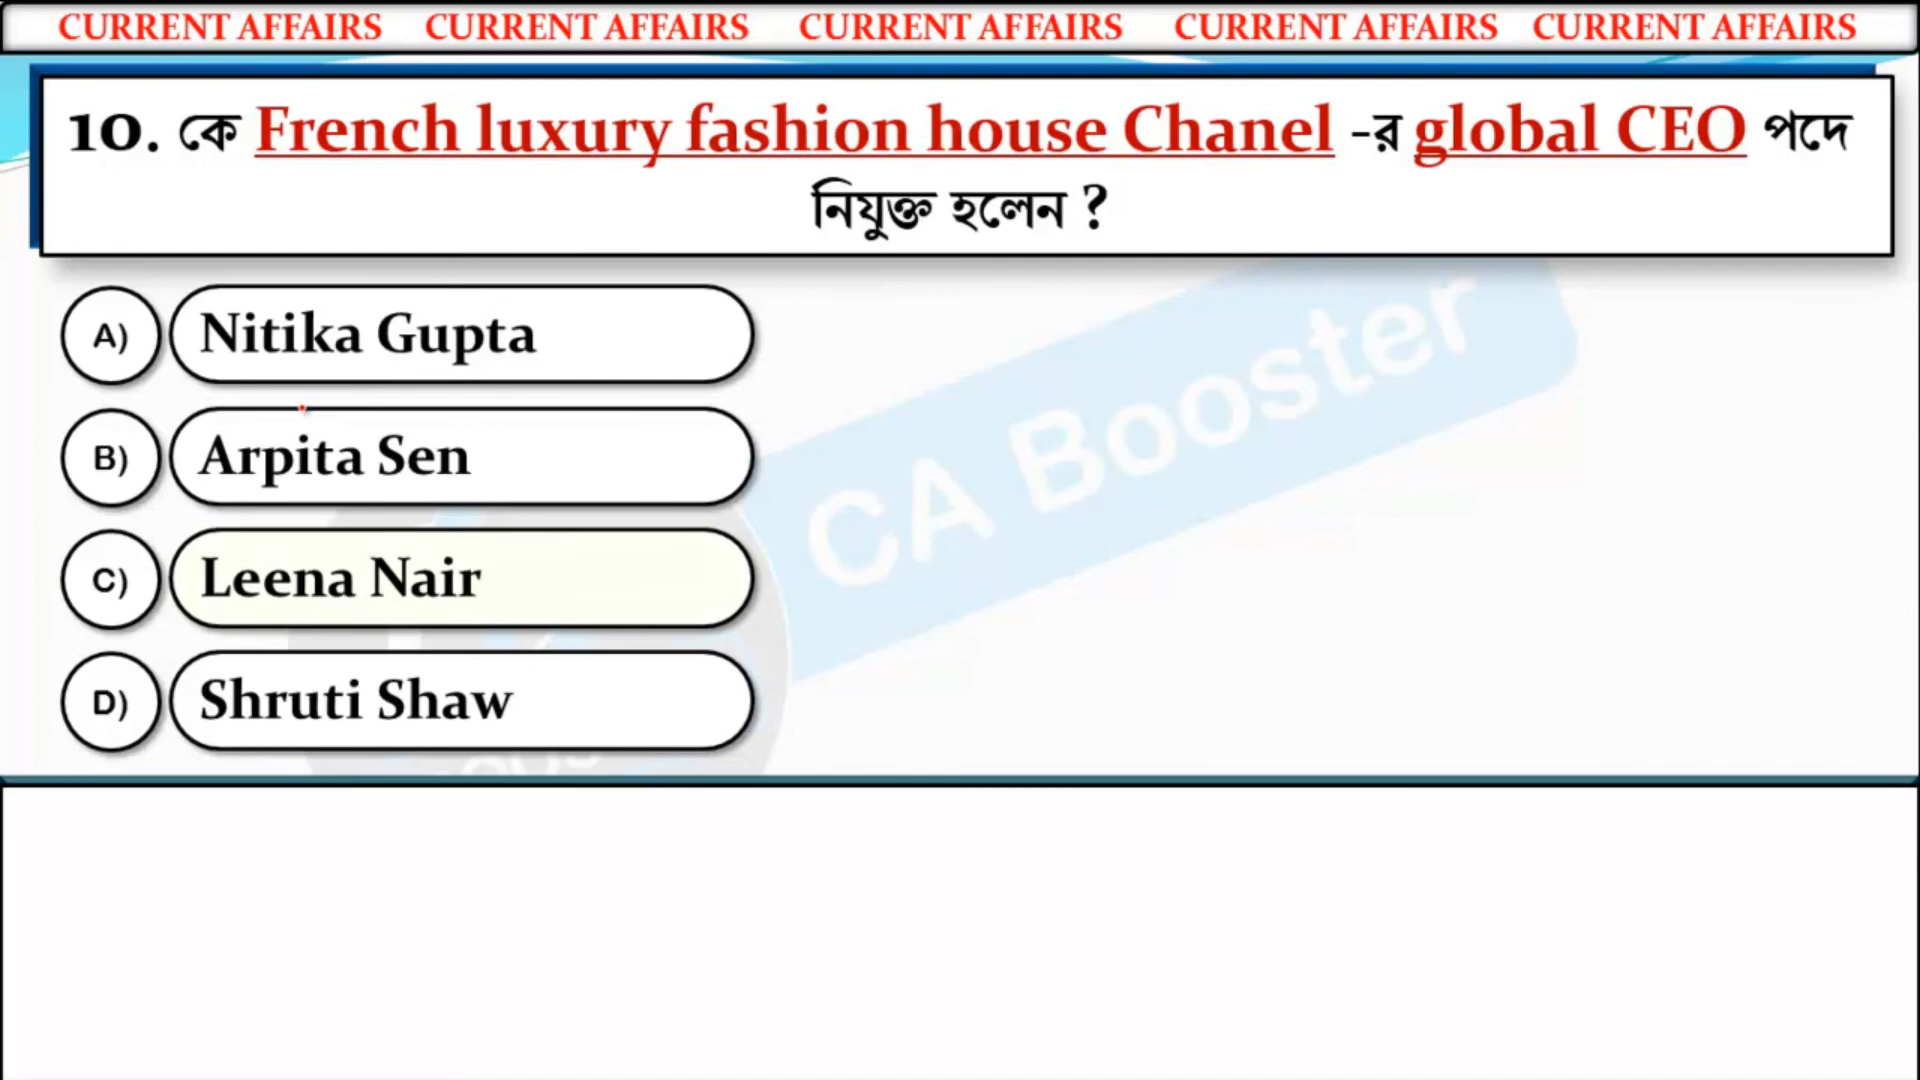 CURRENT AFFAIRS CURRENT AFFAIRS CURRENT AFFAIRS CURRENT AFFAIRS CURRENT AFFAIRS
10. কে French luxury fashion house Chanel -র global CEO পদে
নিযুক্ত হলেন ?
A) Nitika Gupta
B) Arpita Sen
C) Leena Nair
D) Shruti Shaw
CA Booster